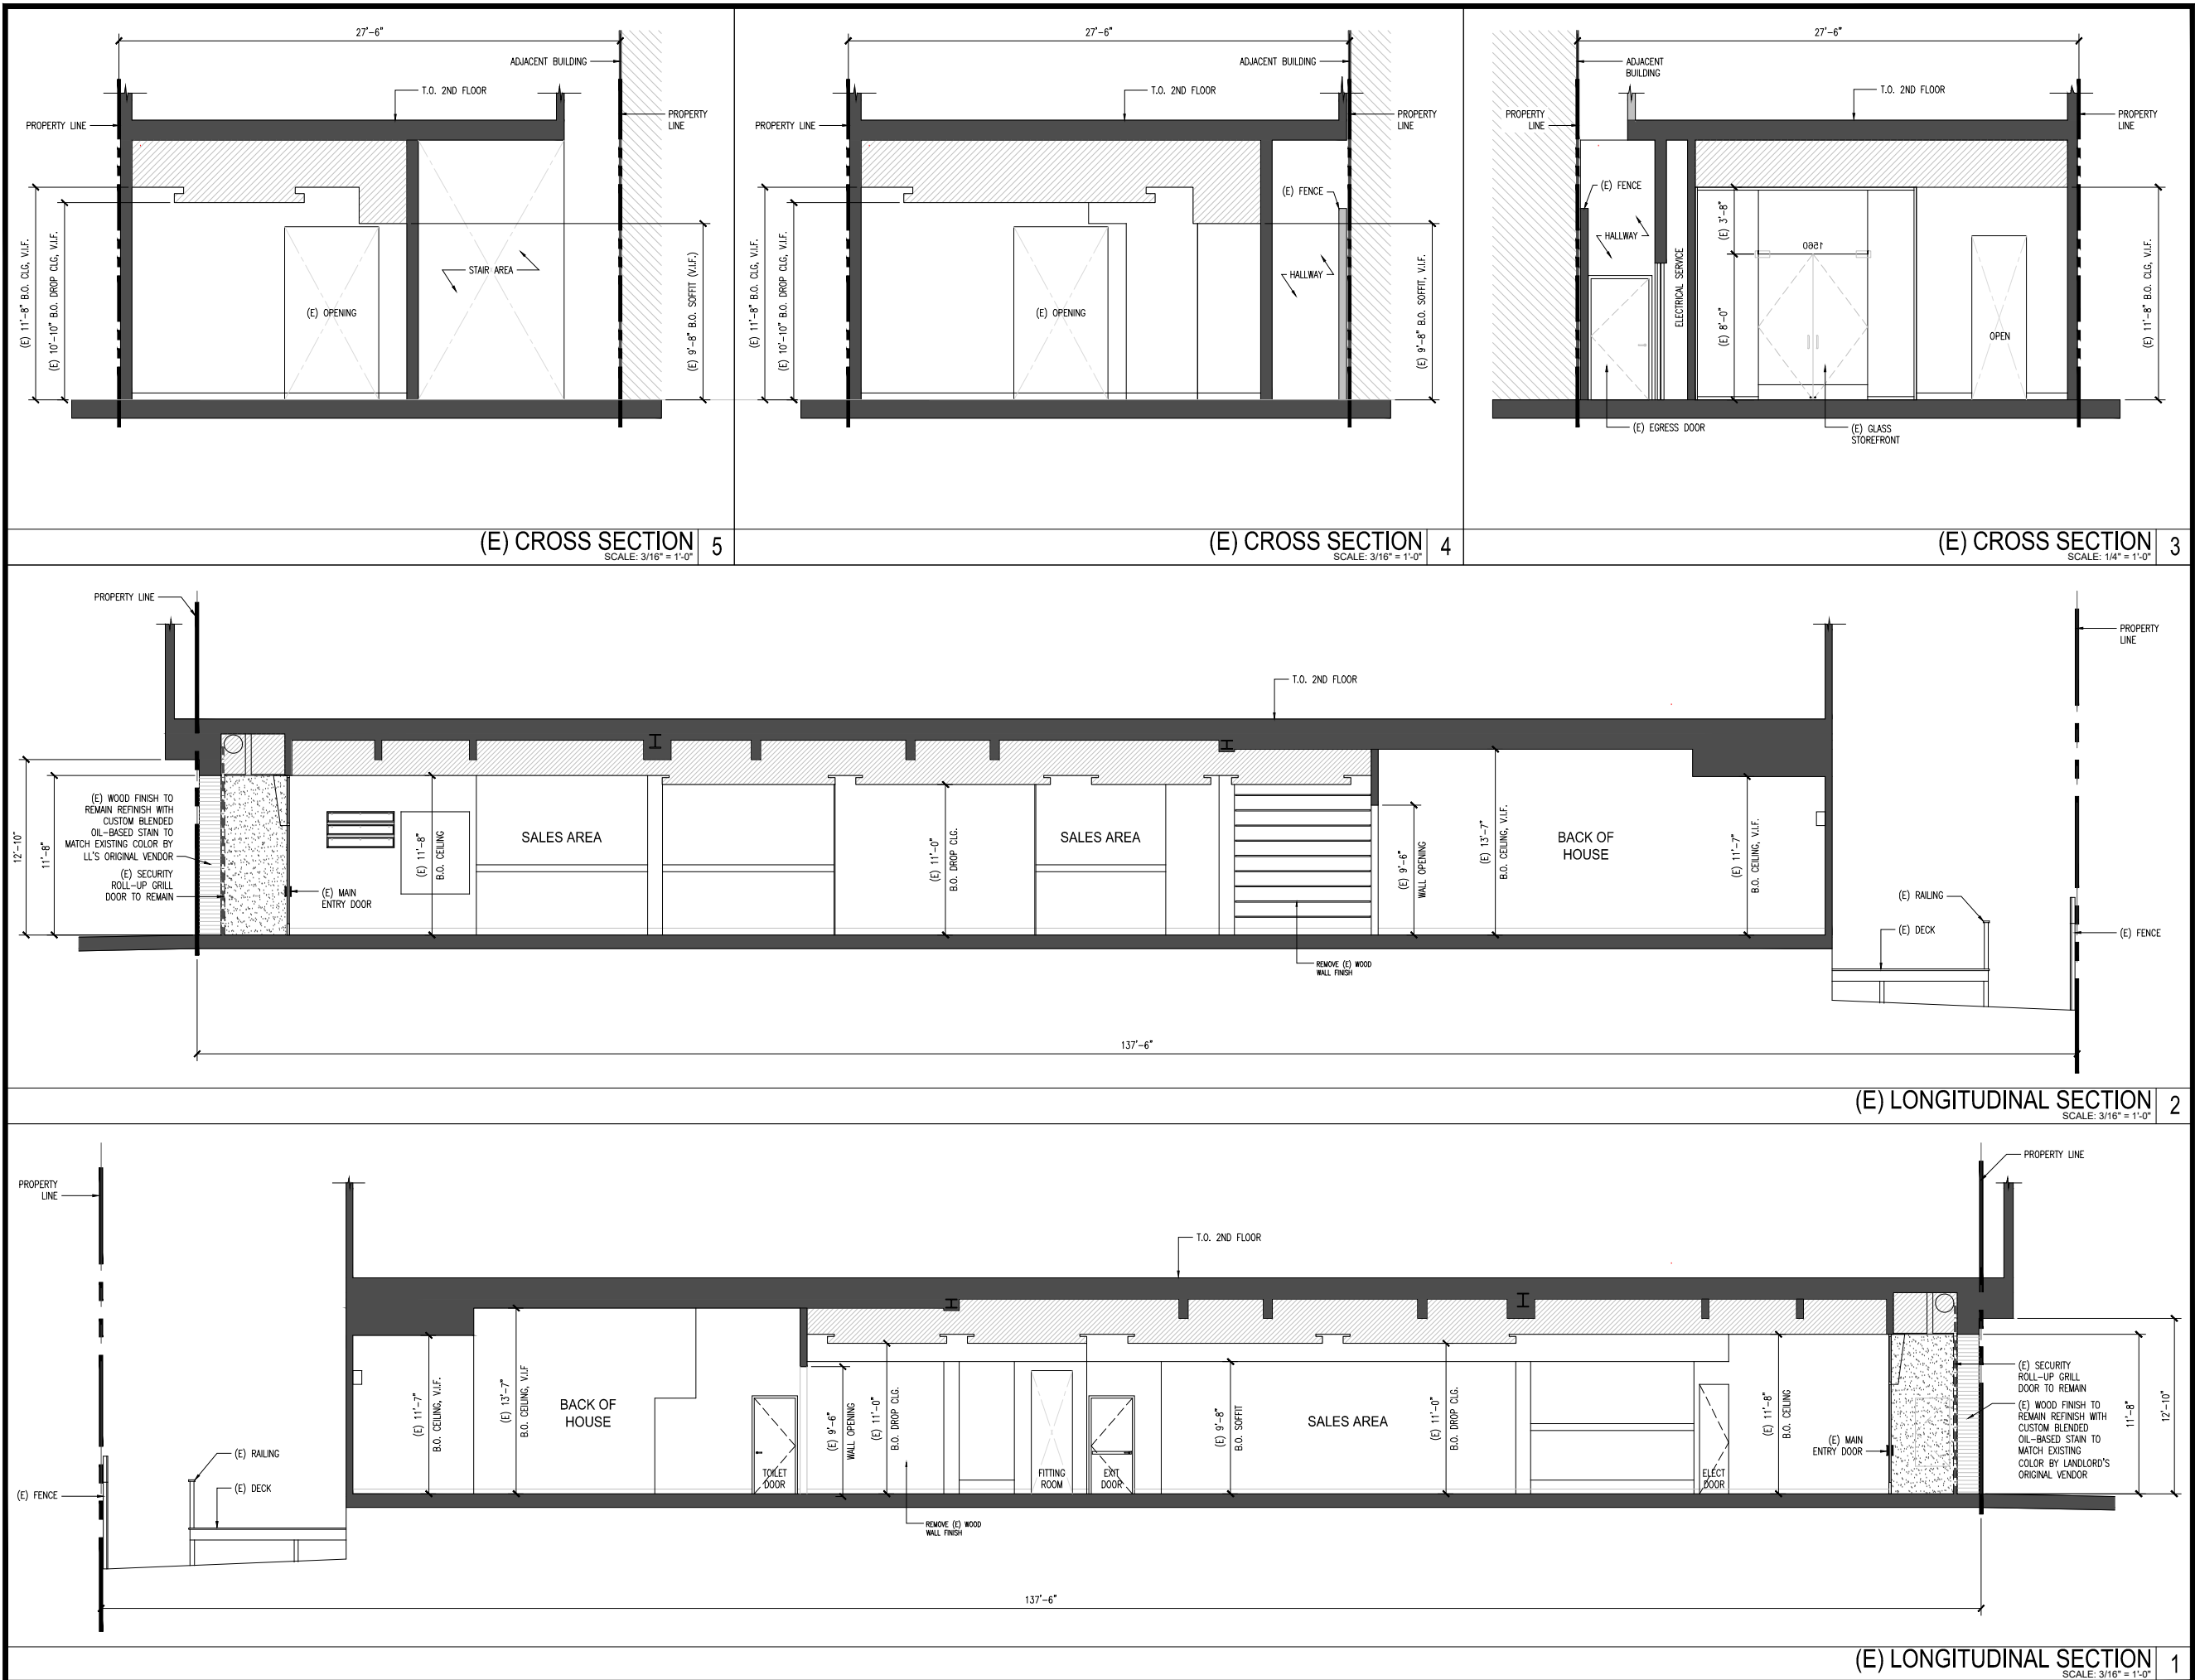 27'-6"
ADJACENT BUILDING
T.O. 2ND FLOOR
PROPERTY LINE
PROPERTY
LINE
(E) 11'-8" B.O. CLG, V.I.F.
(E) 10'-10" B.O. DROP CLG, V.I.F.
STAIR AREA
(E) OPENING
(E) 9'-8" B.O. SOFFIT (V.I.F.)
(E) CROSS SECTION
SCALE: 3/16" = 1'-0"
5
27'-6"
ADJACENT BUILDING
T.O. 2ND FLOOR
PROPERTY LINE
PROPERTY
LINE
(E) FENCE
(E) 11'-8" B.O. CLG, V.I.F.
(E) 10'-10" B.O. DROP CLG, V.I.F.
HALLWAY
(E) OPENING
(E) 9'-8" B.O. SOFFIT, V.I.F.
(E) CROSS SECTION
SCALE: 3/16" = 1'-0"
4
27'-6"
ADJACENT
BUILDING
T.O. 2ND FLOOR
PROPERTY
LINE
PROPERTY
LINE
(E) FENCE
(E) 3'-8"
HALLWAY
1560
ELECTRICAL SERVICE
(E) 8'-0"
OPEN
(E) 11'-8" B.O. CLG, V.I.F.
(E) EGRESS DOOR
(E) GLASS
STOREFRONT
(E) CROSS SECTION
SCALE: 1/4" = 1'-0"
3
PROPERTY LINE
PROPERTY
LINE
T.O. 2ND FLOOR
12'-10"
11'-8"
(E) WOOD FINISH TO
REMAIN REFINISH WITH
CUSTOM BLENDED
OIL-BASED STAIN TO
MATCH EXISTING COLOR BY
LL'S ORIGINAL VENDOR
(E) SECURITY
ROLL-UP GRILL
DOOR TO REMAIN
(E) MAIN
ENTRY DOOR
(E) 11'-8"
B.O. CEILING
SALES AREA
(E) 11'-0"
B.O. DROP CLG.
SALES AREA
(E) 9'-6"
WALL OPENING
(E) 13'-7"
B.O. CEILING, V.I.F.
BACK OF
HOUSE
(E) 11'-7"
B.O. CEILING, V.I.F.
(E) RAILING
(E) DECK
(E) FENCE
REMOVE (E) WOOD
WALL FINISH
137'-6"
(E) LONGITUDINAL SECTION
SCALE: 3/16" = 1'-0"
2
PROPERTY
LINE
PROPERTY LINE
T.O. 2ND FLOOR
(E) 11'-7"
B.O. CEILING, V.I.F.
(E) 13'-7"
B.O. CEILING, V.I.F
BACK OF
HOUSE
TOILET
DOOR
(E) 9'-6"
WALL OPENING
(E) 11'-0"
B.O. DROP CLG.
FITTING
ROOM
EXIT
DOOR
(E) 9'-8"
B.O. SOFFIT
SALES AREA
(E) 11'-0"
B.O. DROP CLG.
ELECT
DOOR
(E) 11'-8"
B.O. CEILING
(E) MAIN
ENTRY DOOR
(E) SECURITY
ROLL-UP GRILL
DOOR TO REMAIN
(E) WOOD FINISH TO
REMAIN REFINISH WITH
CUSTOM BLENDED
OIL-BASED STAIN TO
MATCH EXISTING
COLOR BY LANDLORD'S
ORIGINAL VENDOR
11'-8"
12'-10"
(E) RAILING
(E) DECK
(E) FENCE
REMOVE (E) WOOD
WALL FINISH
137'-6"
(E) LONGITUDINAL SECTION
SCALE: 3/16" = 1'-0"
1